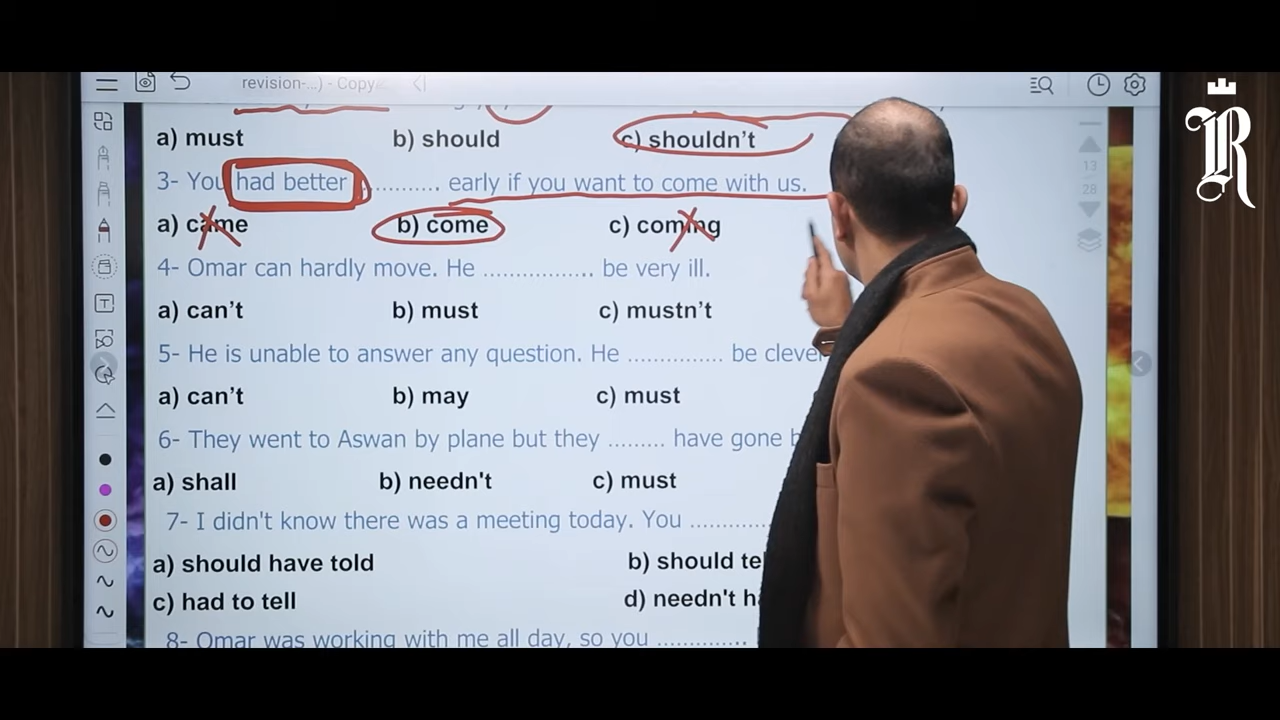 revision-...) - Copy
a) must b) should c) shouldn't
3- You had better ............ early if you want to come with us.
a) came b) come c) coming
13
28
4- Omar can hardly move. He ................ be very ill.
a) can't b) must c) mustn't
5- He is unable to answer any question. He .............. be clever
a) can't b) may c) must
6- They went to Aswan by plane but they ......... have gone
a) shall b) needn't c) must
7- I didn't know there was a meeting today. You ............
a) should have told b) should
c) had to tell d) needn't
8- Omar was working with me all day, so you ..............
R